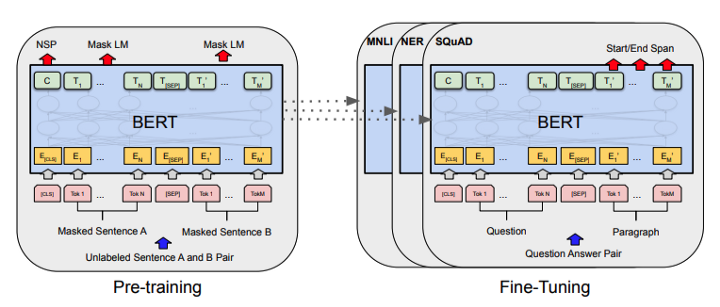 NSP Mask LM Mask LM
C T1 ... TN T[SEP] T1' ... TM'
BERT
E[CLS] E1 ... EN E[SEP] E1' ... EM'
[CLS] Tok 1 ... Tok N [SEP] Tok 1 ... TokM
Masked Sentence A Masked Sentence B
Unlabeled Sentence A and B Pair
Pre-training
MNLI NER SQuAD
Start/End Span
C T1 ... TN T[SEP] T1' ... TM'
BERT
E[CLS] E1 ... EN E[SEP] E1' ... EM'
[CLS] Tok 1 ... Tok N [SEP] Tok 1 ... TokM
Question Paragraph
Question Answer Pair
Fine-Tuning